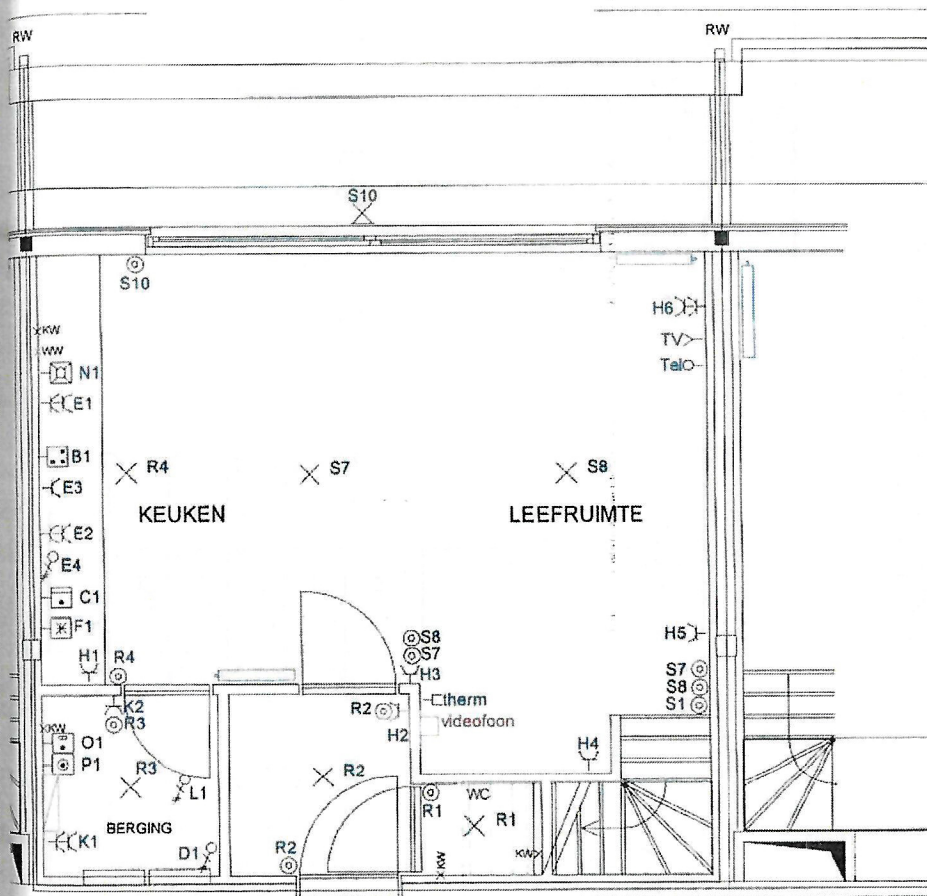 RW
RW
S10
S10
H6
KW
TV
WW
Tel
N1
E1
B1
R4
S7
S8
E3
KEUKEN
LEEFRUIMTE
E2
E4
C1
F1
S8
H5
S7
H1
R4
H3
S7
S8
K2
therm
S1
R3
R2
videofoon
KW
H2
O1
H4
P1
R3
R2
L1
R1
WC
R1
BERGING
K1
D1
R2
KW
KW